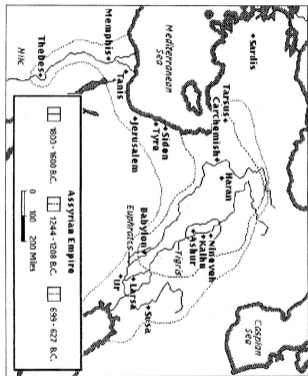 Sardis
Mediterranean
Sea
Caspian
Sea
Tarsus
Carchemish
Haran
Nineveh
Kalhu
Ashur
Tigris
Sidon
Tyre
Jerusalem
Memphis
Tanis
Nile
Thebes
Babylon
Euphrates
Susa
Larsa
Ur
Assyrian Empire
1800 - 1600 B.C.
1244 - 1208 B.C.
699 - 627 B.C.
0 100 200 Miles